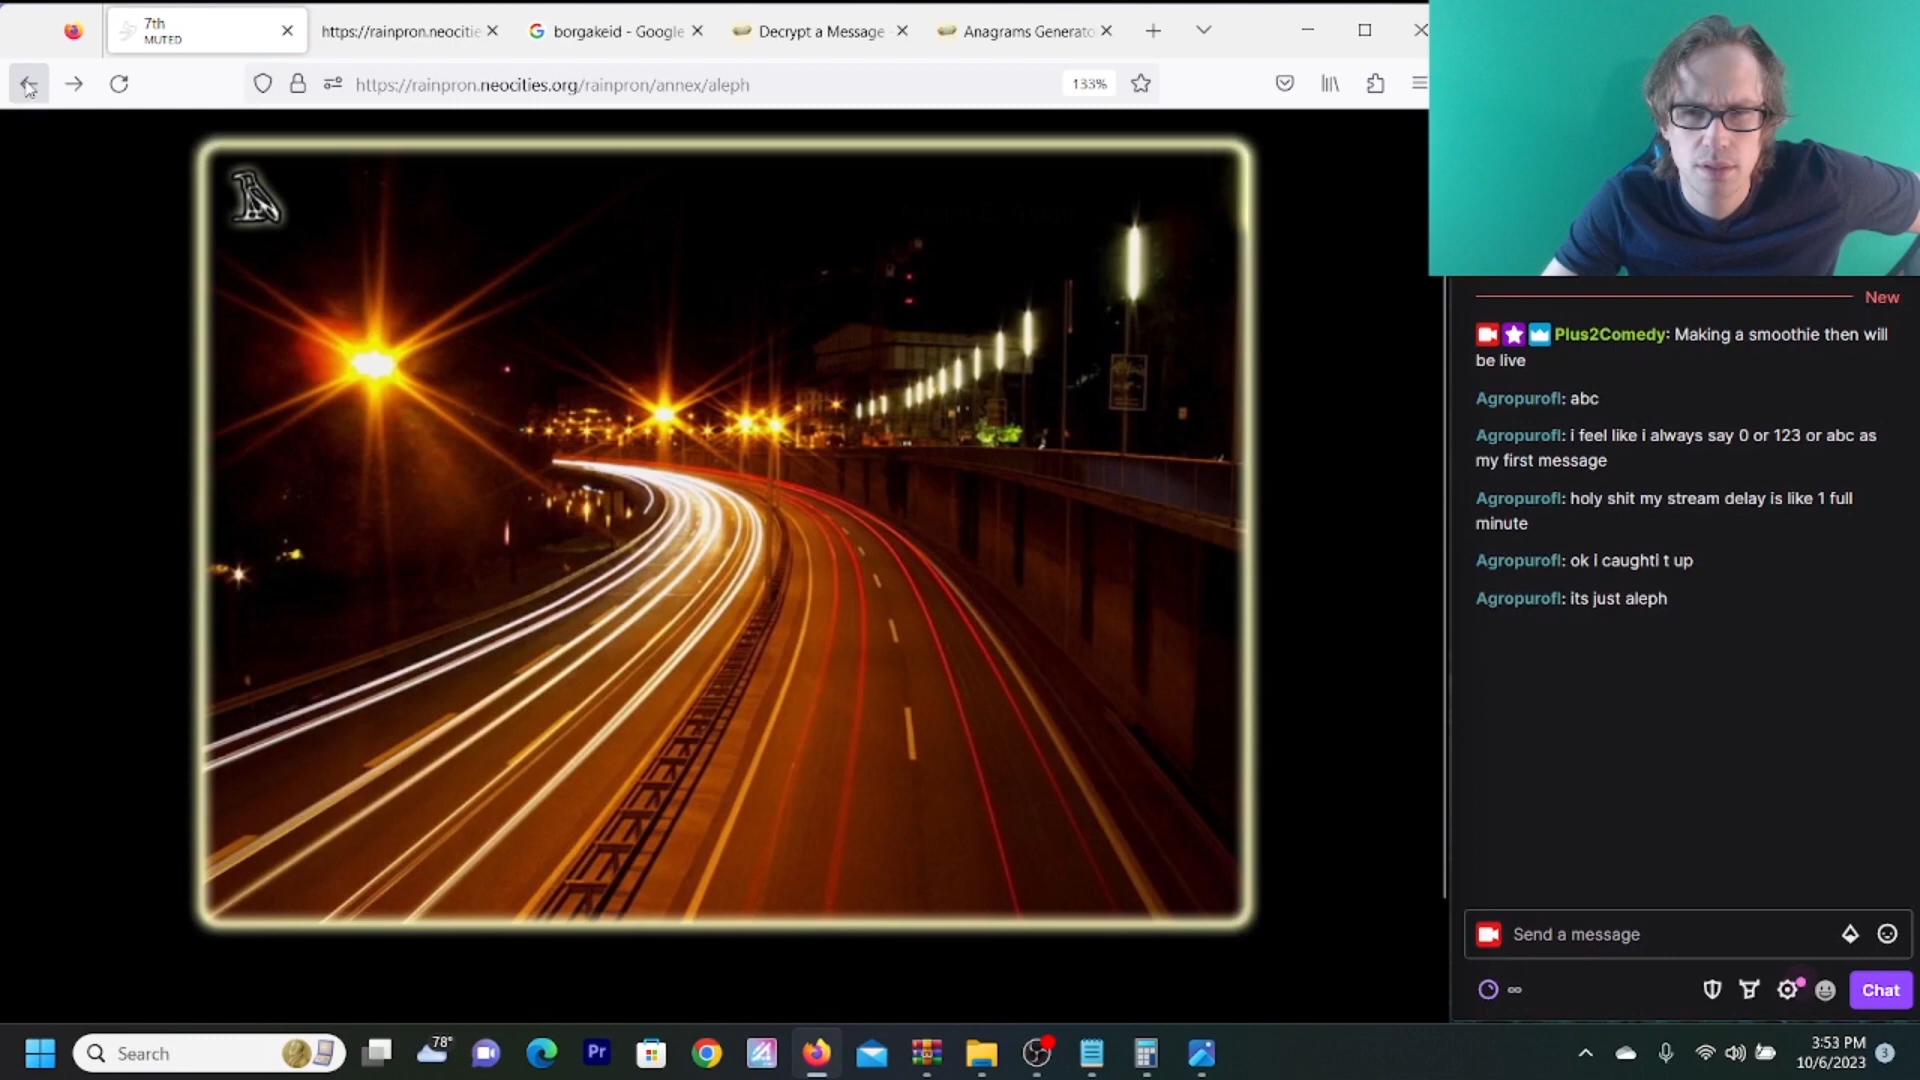 7th
MUTED
https://rainpron.neocitie
borgakeid - Google
Decrypt a Message
Anagrams Generato
https://rainpron.neocities.org/rainpron/annex/aleph
133%
New
Plus2Comedy: Making a smoothie then will
be live
Agropurofl: abc
Agropurofl: i feel like i always say 0 or 123 or abc as
my first message
Agropurofl: holy shit my stream delay is like 1 full
minute
Agropurofl: ok i caughtl t up
Agropurofl: its just aleph
Send a message
Chat
Search
78°
Pr
3:53 PM
10/6/2023
3